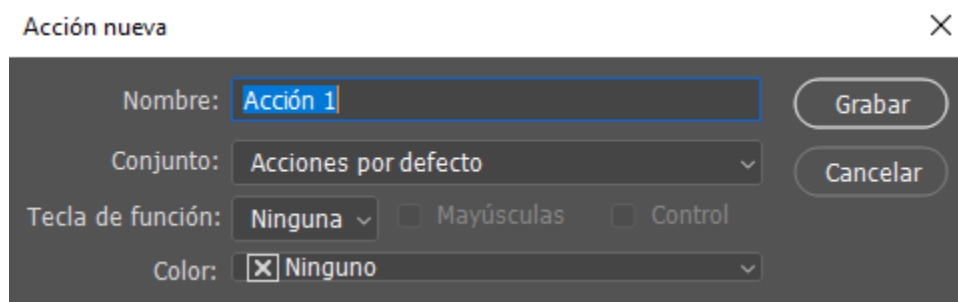 Acción nueva
Nombre: Acción 1 Grabar
Conjunto: Acciones por defecto Cancelar
Tecla de función: Ninguna Mayúsculas Control
Color: Ninguno